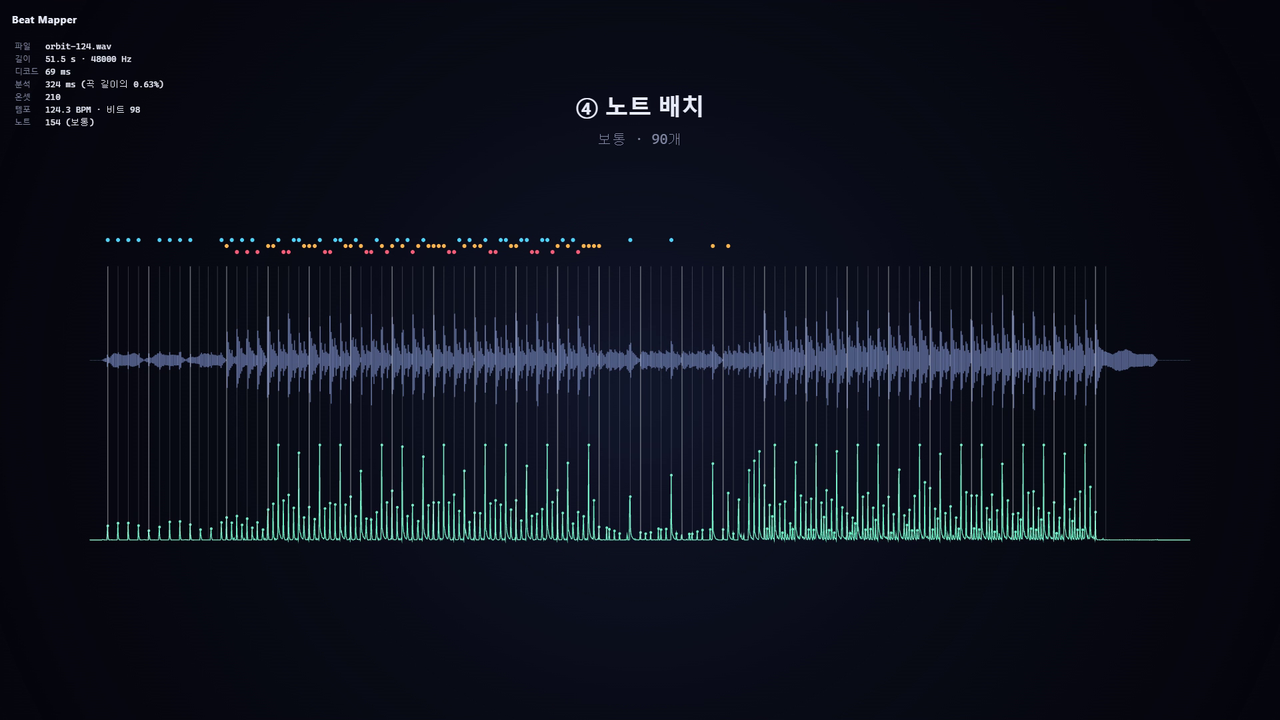 Beat Mapper
파일 orbit-124.wav
길이 51.5 s · 48000 Hz
디코드 69 ms
분석 324 ms (곡 길이의 0.63%)
온셋 210
템포 124.3 BPM · 비트 98
노트 154 (보통)
④ 노트 배치
보통 · 90개